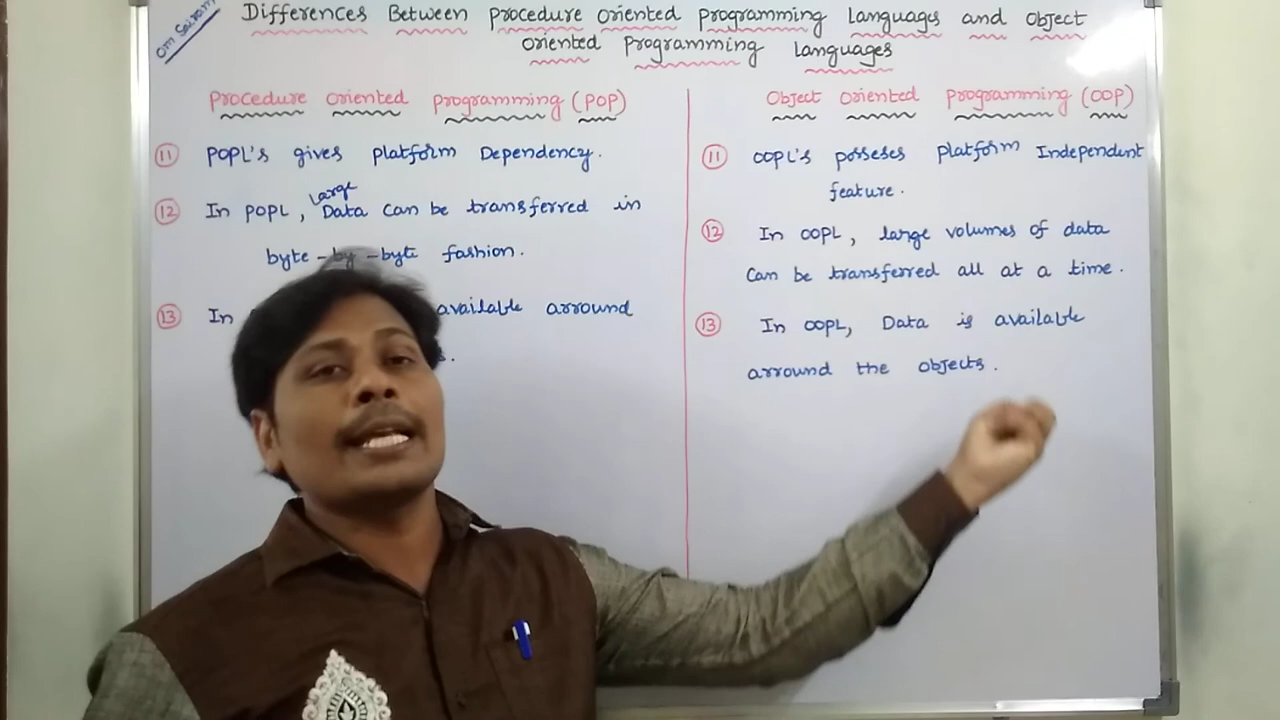 om Sairam
Differences Between procedure oriented programming languages and object
oriented programming languages
Procedure oriented programming (POP)
11 POPL's gives platform Dependency.
12 In POPL, large Data can be transferred in
byte-by-byte fashion.
13 In available arround
s.
Object oriented programming (OOP)
11 OOPL's posseses platform Independent
feature.
12 In OOPL, large volumes of data
can be transferred all at a time.
13 In OOPL, Data is available
arround the objects.